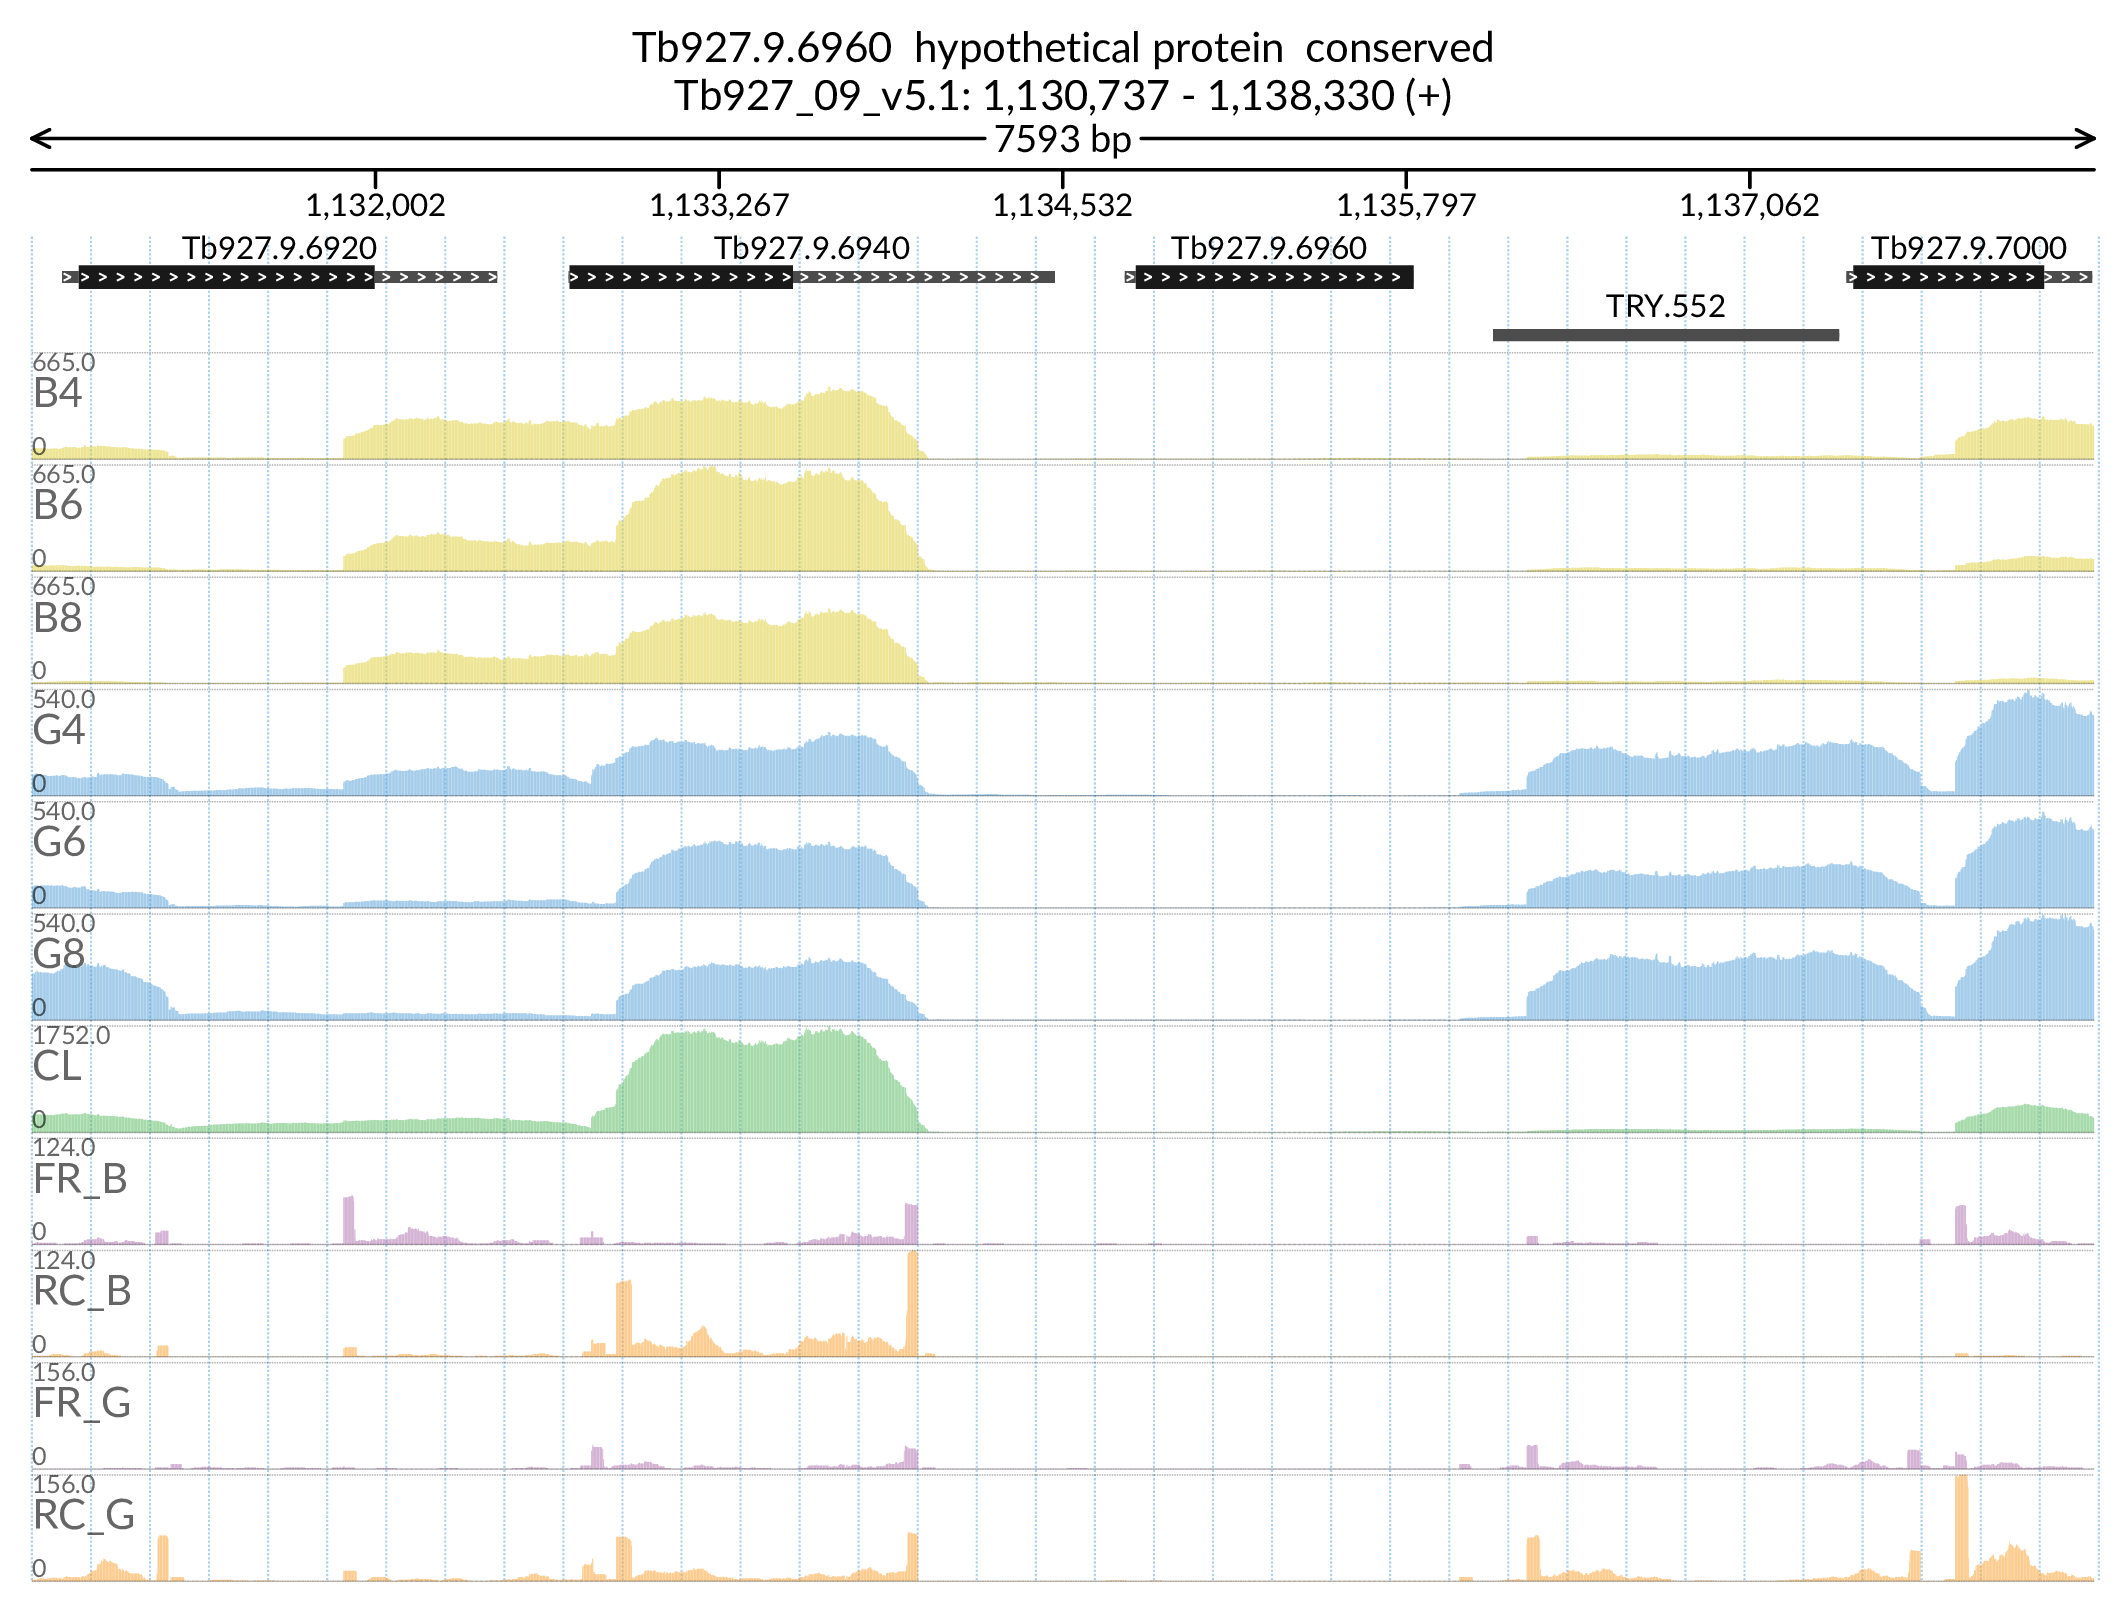 Tb927.9.6960  hypothetical protein  conserved
Tb927_09_v5.1: 1,130,737 - 1,138,330 (+)
7593 bp
1,132,002 1,133,267 1,134,532 1,135,797 1,137,062
Tb927.9.6920 Tb927.9.6940 Tb927.9.6960 Tb927.9.7000
TRY.552
665.0
B4
0
665.0
B6
0
665.0
B8
0
540.0
G4
0
540.0
G6
0
540.0
G8
0
1752.0
CL
0
124.0
FR_B
0
124.0
RC_B
0
156.0
FR_G
0
156.0
RC_G
0